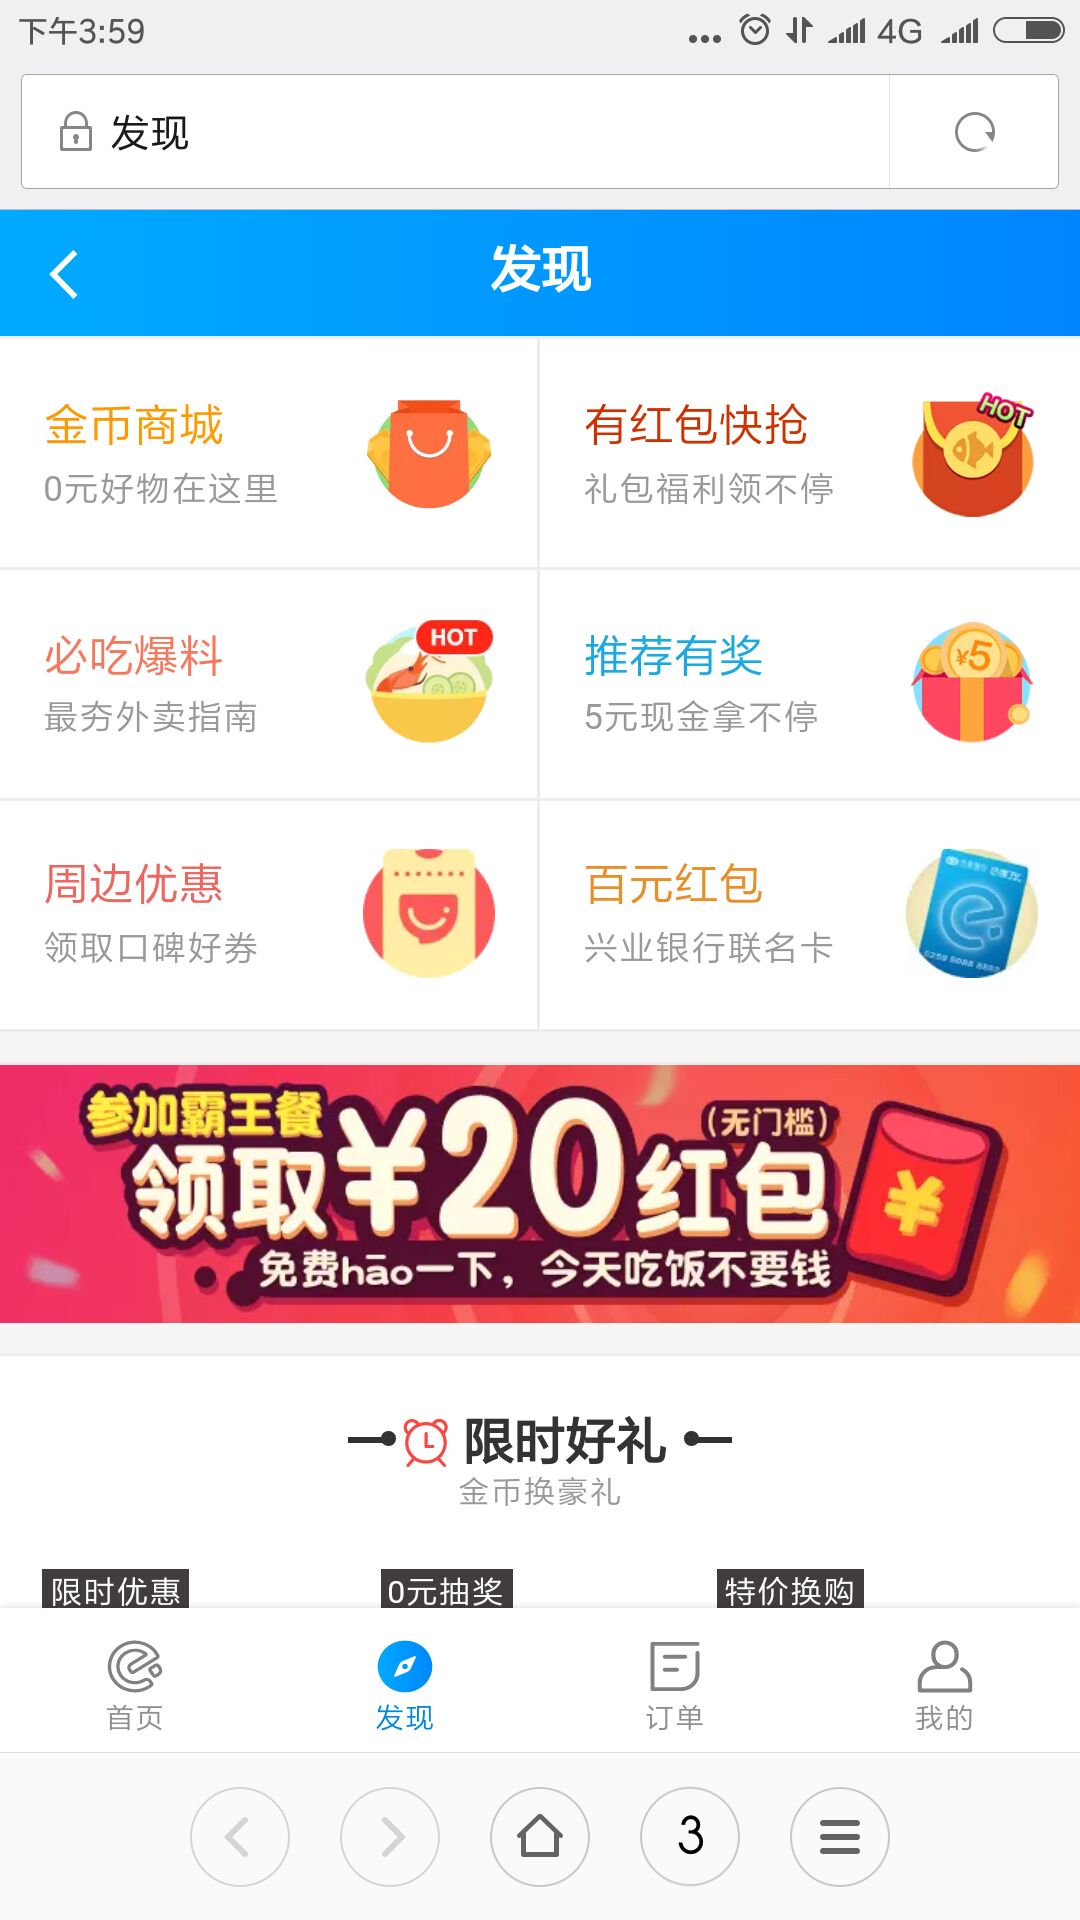 下午3:59
4G
发现
发现
金币商城
0元好物在这里
有红包快抢
礼包福利领不停
HOT
必吃爆料
最夯外卖指南
HOT
推荐有奖
5元现金拿不停
¥5
周边优惠
领取口碑好券
百元红包
兴业银行联名卡
参加霸王餐
领取¥20红包
(无门槛)
¥
免费hāo一下，今天吃饭不要钱
限时好礼
金币换豪礼
限时优惠
0元抽奖
特价换购
首页
发现
订单
我的
3